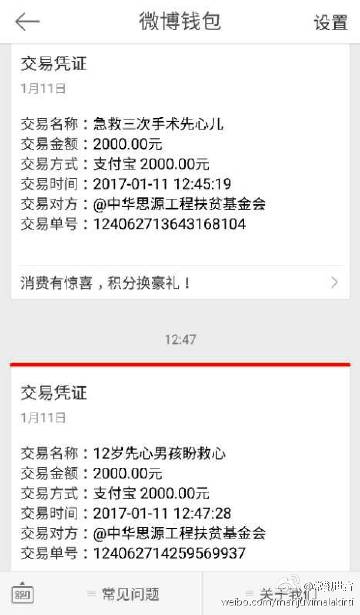 微博钱包
设置
交易凭证
1月11日
交易名称：急救三次手术先心儿
交易金额：2000.00元
交易方式：支付宝 2000.00元
交易时间：2017-01-11 12:45:19
交易对方：@中华思源工程扶贫基金会
交易单号：124062713643168104
消费有惊喜，积分换豪礼！
12:47
交易凭证
1月11日
交易名称：12岁先心男孩盼救心
交易金额：2000.00元
交易方式：支付宝 2000.00元
交易时间：2017-01-11 12:47:28
交易对方：@中华思源工程扶贫基金会
交易单号：124062714259569937
常见问题
关于我们